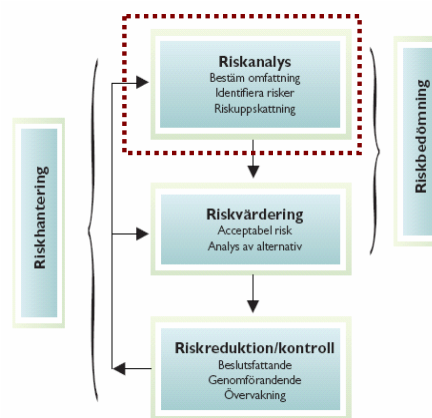 Riskanalys
Bestäm omfattning
Identifiera risker
Riskuppskattning
Riskbedömning
Riskhantering
Riskvärdering
Acceptabel risk
Analys av alternativ
Riskreduktion/kontroll
Beslutsfattande
Genomförandende
Övervakning